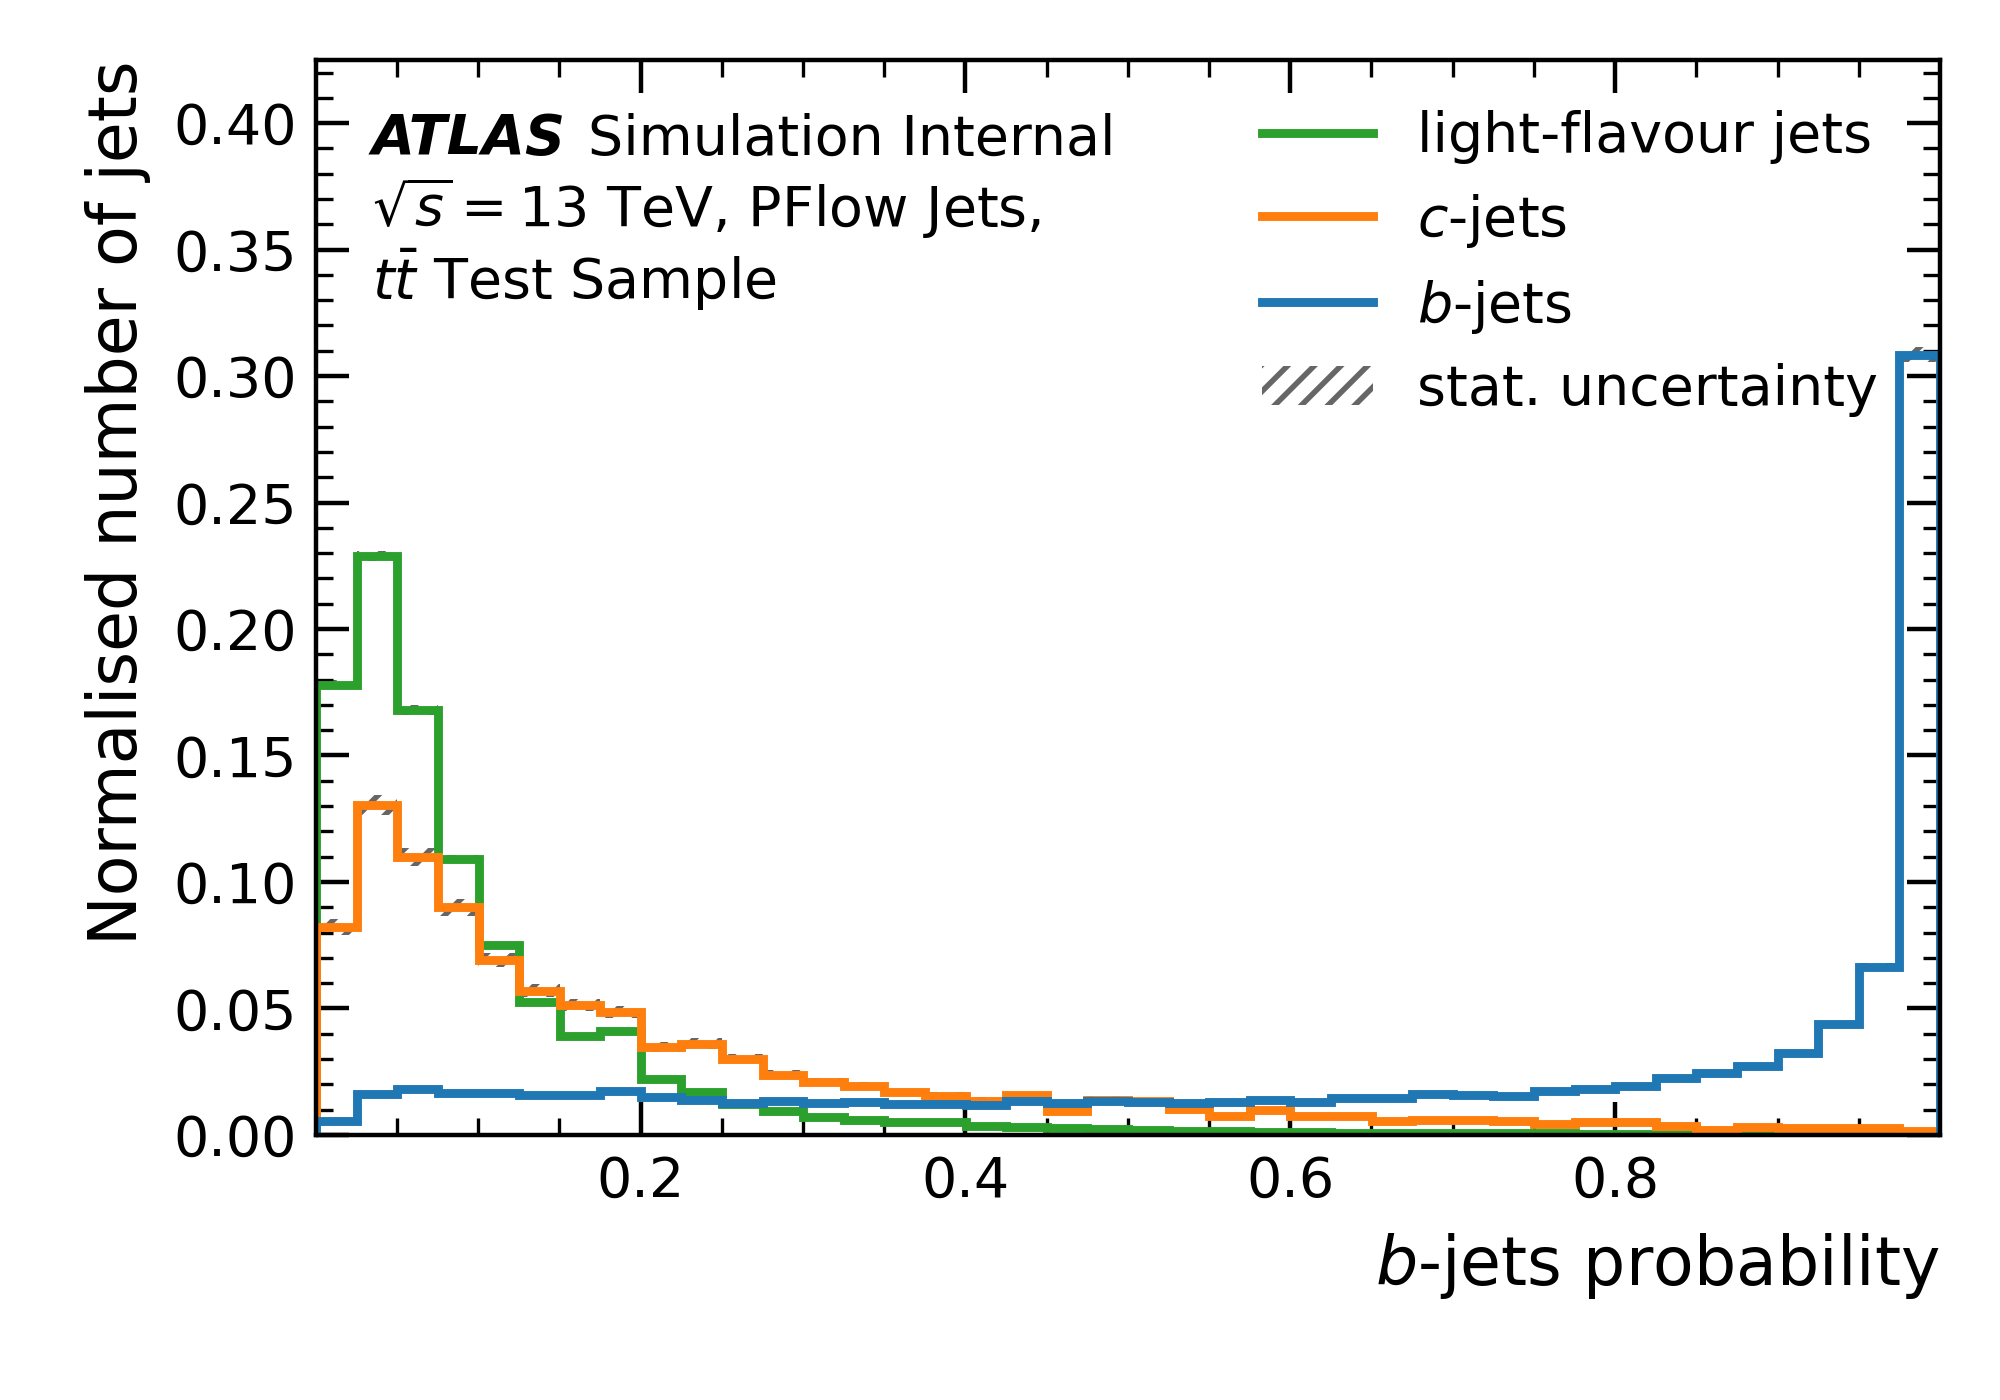 Normalised number of jets
0.40
0.35
0.30
0.25
0.20
0.15
0.10
0.05
0.00
ATLAS Simulation Internal
√s = 13 TeV, PFlow Jets,
tt̄ Test Sample
light-flavour jets
c-jets
b-jets
stat. uncertainty
0.2 0.4 0.6 0.8
b-jets probability